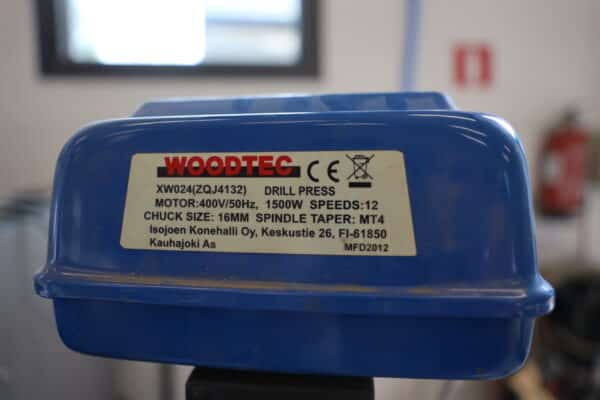 WOODTEC CE
XW024(ZQJ4132) DRILL PRESS
MOTOR:400V/50Hz, 1500W SPEEDS:12
CHUCK SIZE: 16MM SPINDLE TAPER: MT4
Isojoen Konehalli Oy, Keskustie 26, FI-61850
Kauhajoki As MFD2012